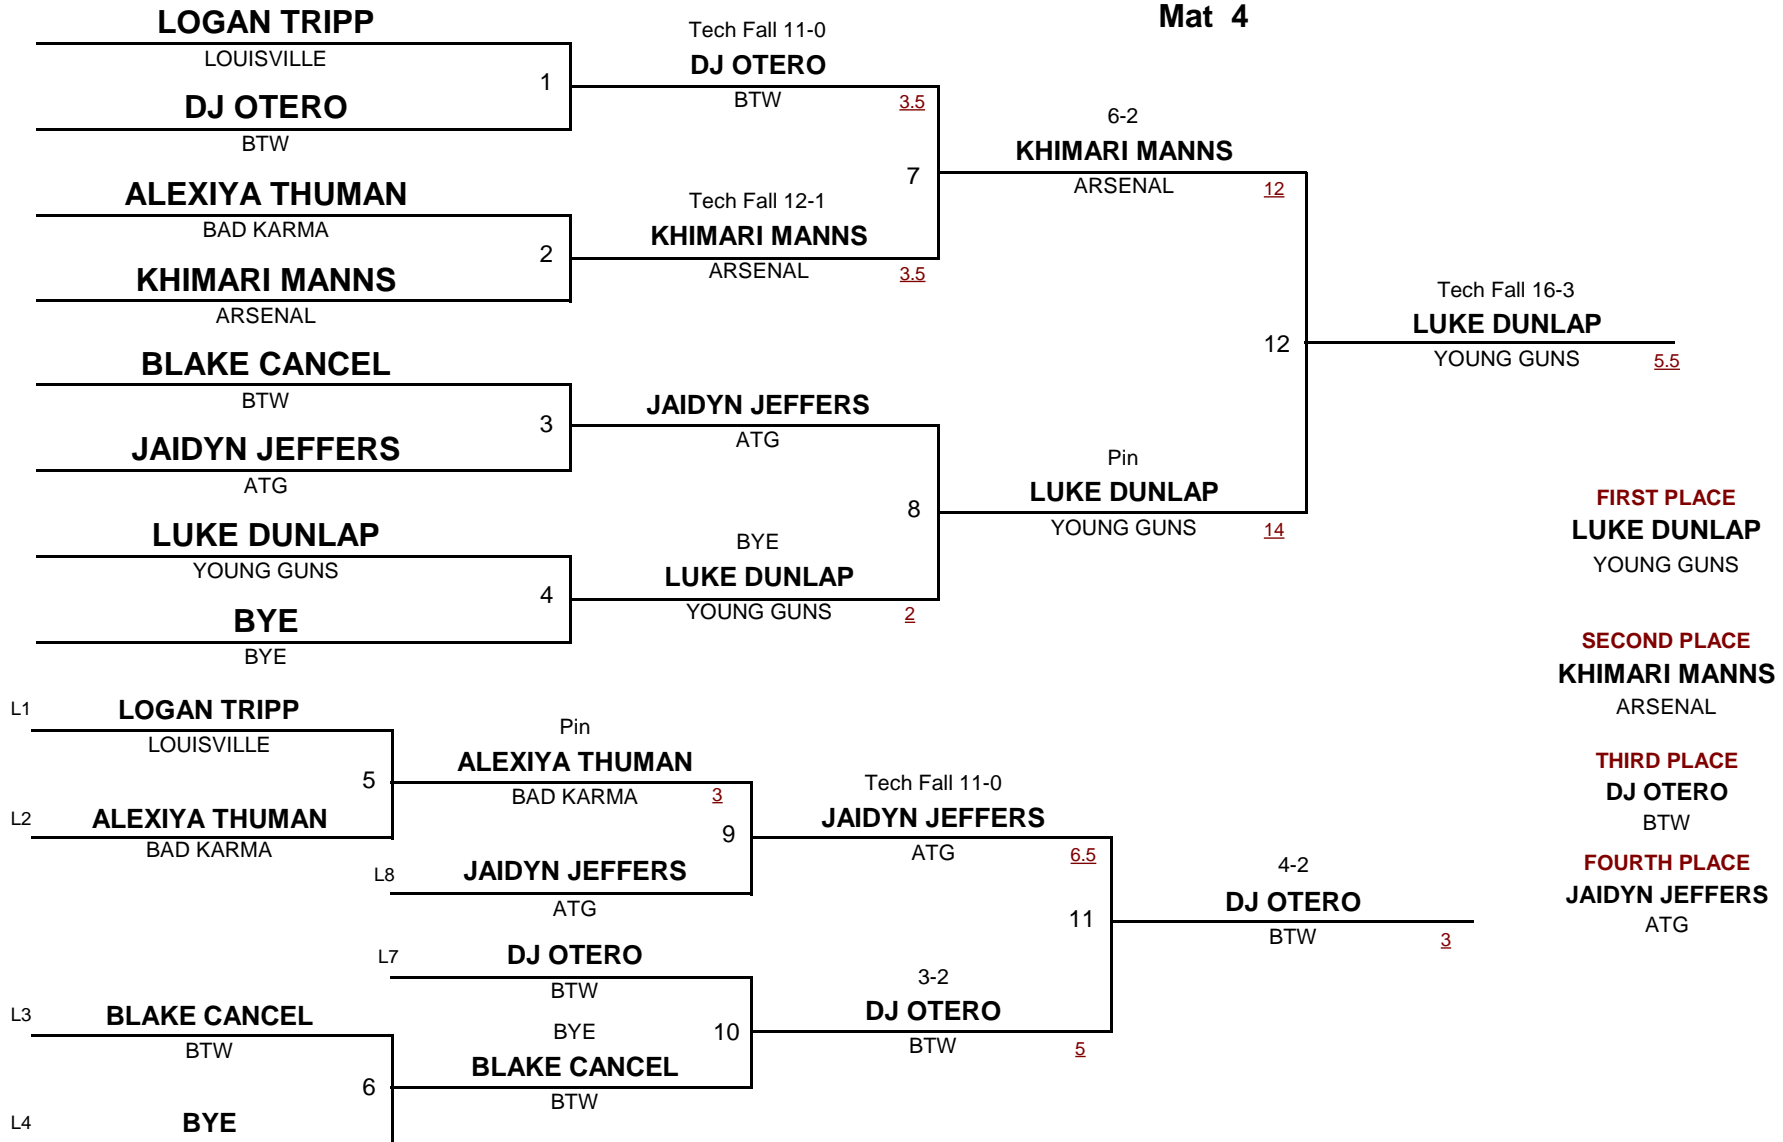 Mat 4
LOGAN TRIPP
LOUISVILLE
1
DJ OTERO
BTW
Tech Fall 11-0
DJ OTERO
BTW
3.5
ALEXIYA THUMAN
BAD KARMA
2
KHIMARI MANNS
ARSENAL
Tech Fall 12-1
KHIMARI MANNS
ARSENAL
3.5
7
6-2
KHIMARI MANNS
ARSENAL
12
BLAKE CANCEL
BTW
3
JAIDYN JEFFERS
ATG
JAIDYN JEFFERS
ATG
LUKE DUNLAP
YOUNG GUNS
4
BYE
BYE
BYE
LUKE DUNLAP
YOUNG GUNS
2
8
Pin
LUKE DUNLAP
YOUNG GUNS
14
12
Tech Fall 16-3
LUKE DUNLAP
YOUNG GUNS
5.5
FIRST PLACE
LUKE DUNLAP
YOUNG GUNS
SECOND PLACE
KHIMARI MANNS
ARSENAL
THIRD PLACE
DJ OTERO
BTW
FOURTH PLACE
JAIDYN JEFFERS
ATG
L1
LOGAN TRIPP
LOUISVILLE
5
L2
ALEXIYA THUMAN
BAD KARMA
Pin
ALEXIYA THUMAN
BAD KARMA
3
9
L8
JAIDYN JEFFERS
ATG
Tech Fall 11-0
JAIDYN JEFFERS
ATG
6.5
L7
DJ OTERO
BTW
L3
BLAKE CANCEL
BTW
6
L4
BYE
BYE
BLAKE CANCEL
BTW
10
3-2
DJ OTERO
BTW
5
11
4-2
DJ OTERO
BTW
3